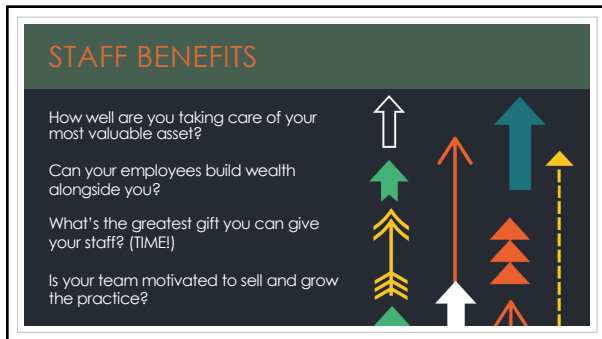 STAFF BENEFITS
How well are you taking care of your
most valuable asset?
Can your employees build wealth
alongside you?
What's the greatest gift you can give
your staff? (TIME!)
Is your team motivated to sell and grow
the practice?